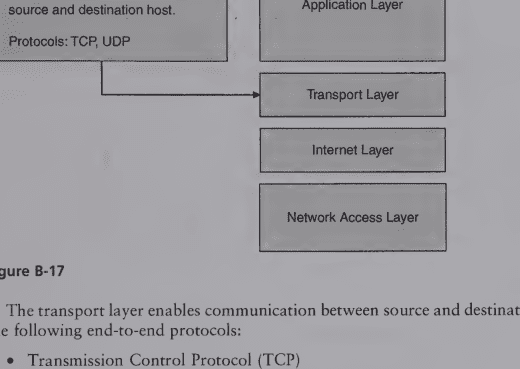 source and destination host.
Protocols: TCP, UDP
Application Layer
Transport Layer
Internet Layer
Network Access Layer
gure B-17
The transport layer enables communication between source and destinat
e following end-to-end protocols:
• Transmission Control Protocol (TCP)